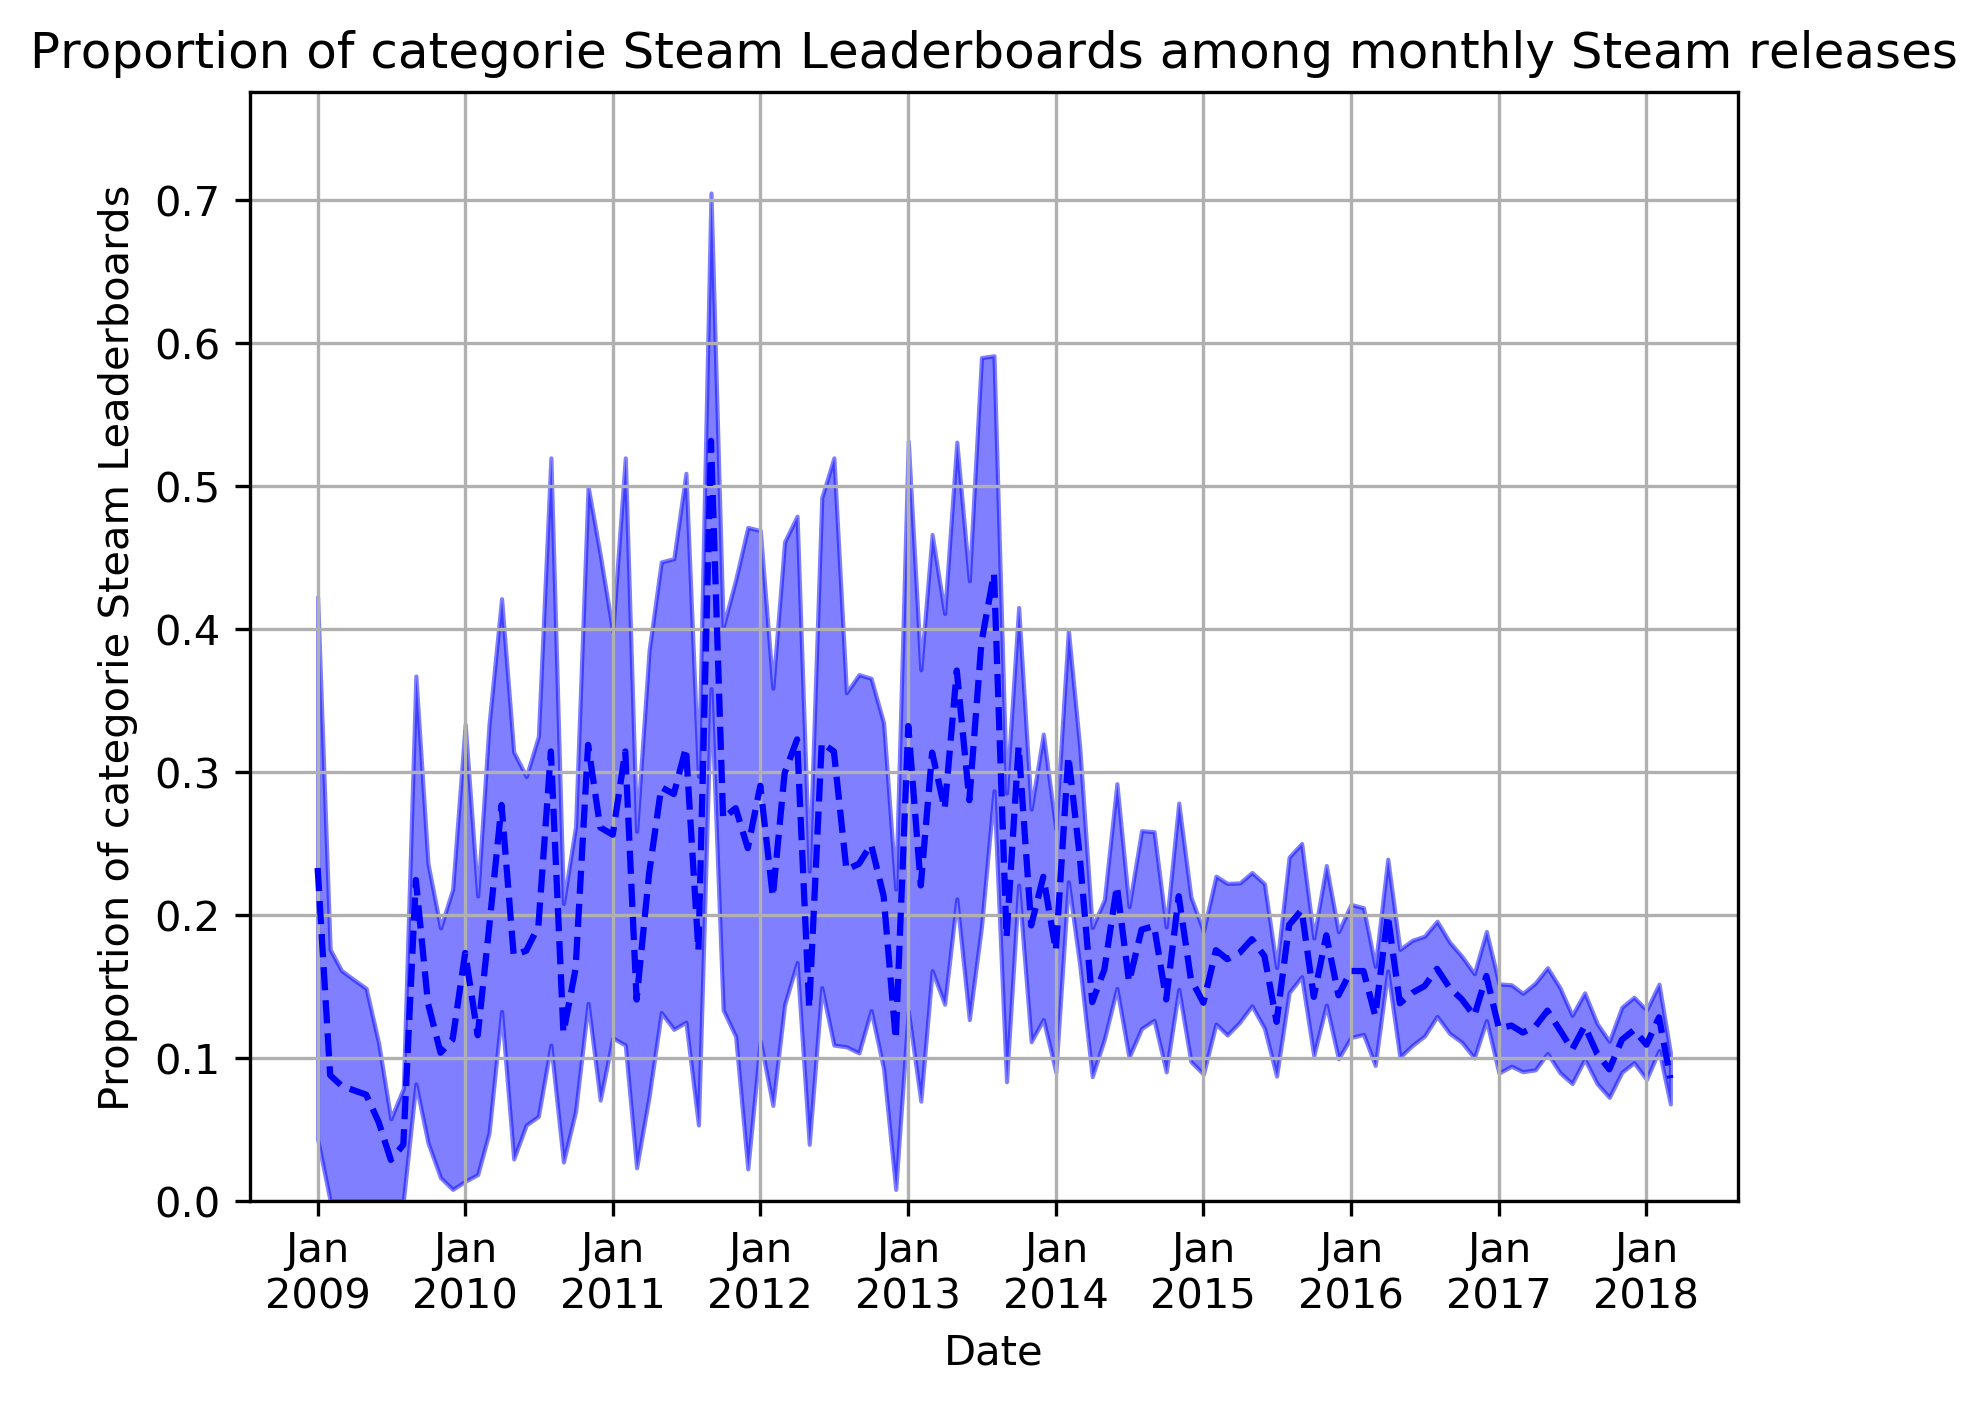 Proportion of categorie Steam Leaderboards among monthly Steam releases
Proportion of categorie Steam Leaderboards
0.7
0.6
0.5
0.4
0.3
0.2
0.1
0.0
Jan Jan Jan Jan Jan Jan Jan Jan Jan Jan
2009 2010 2011 2012 2013 2014 2015 2016 2017 2018
Date